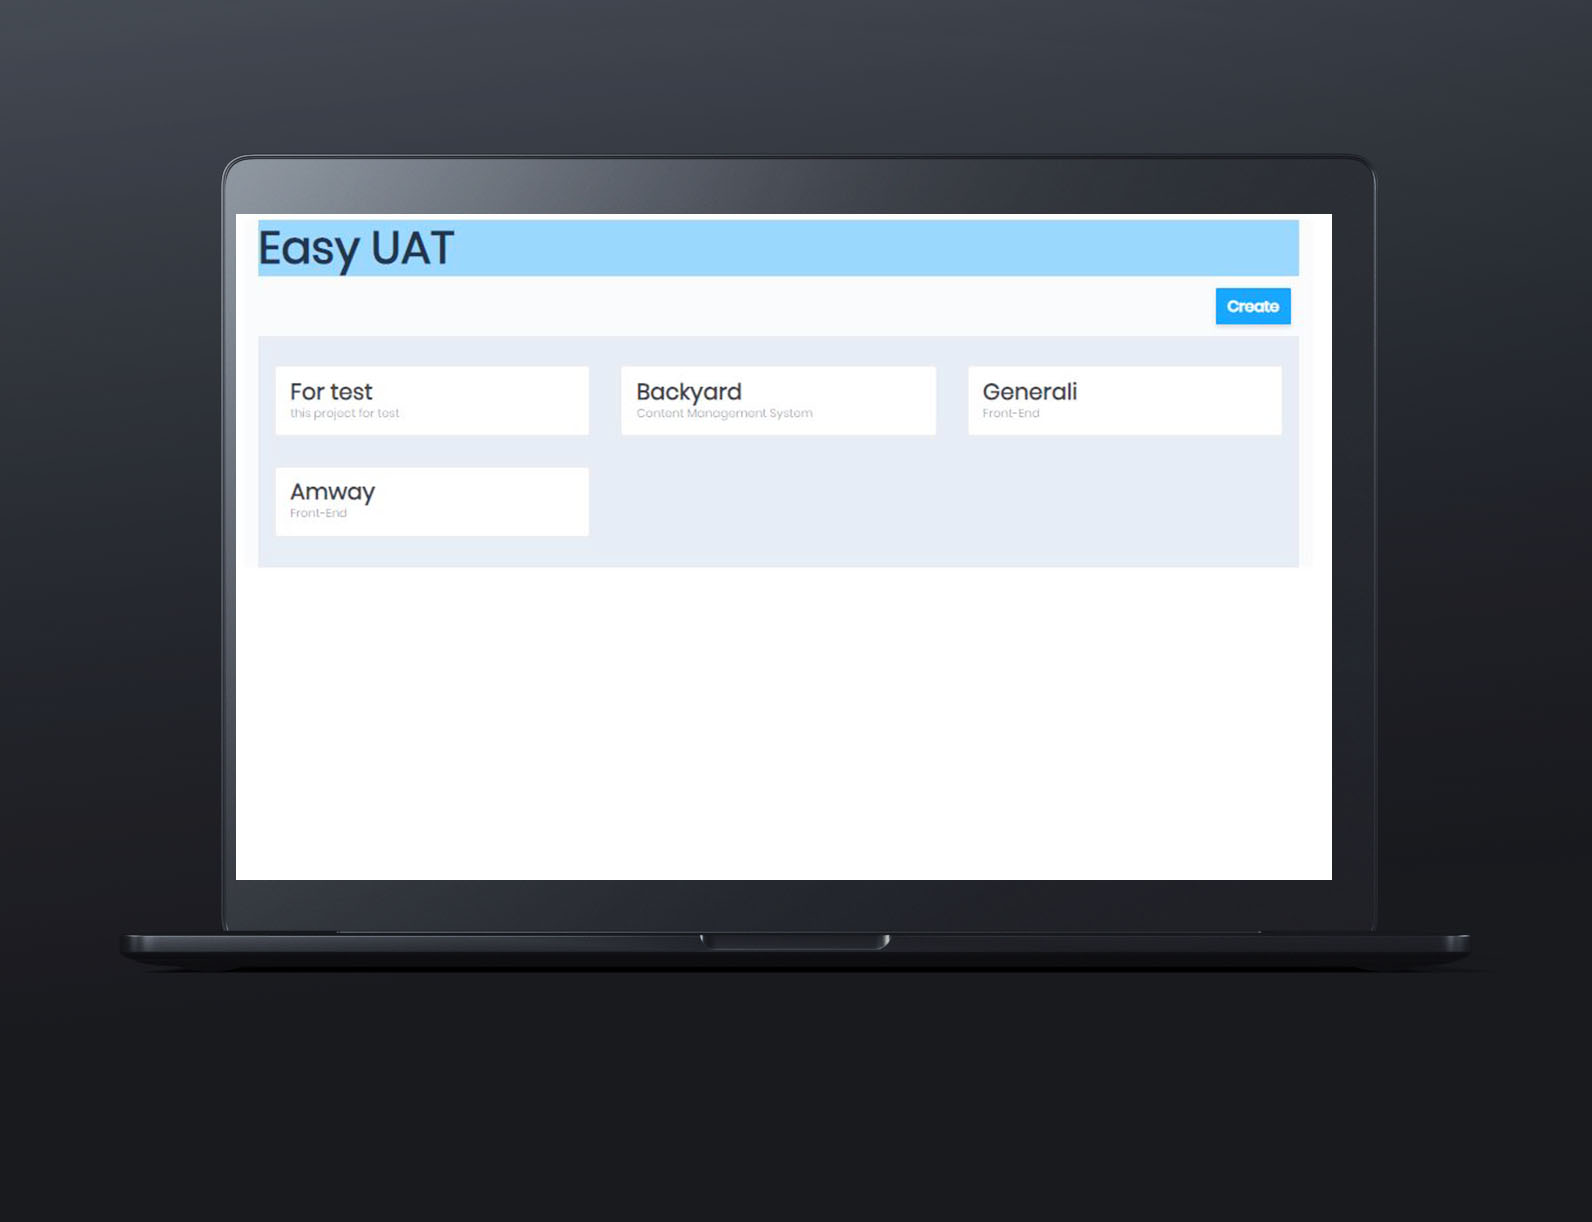 Easy UAT
Create
For test
this project for test
Backyard
Content Management System
Generali
Front-End
Amway
Front-End